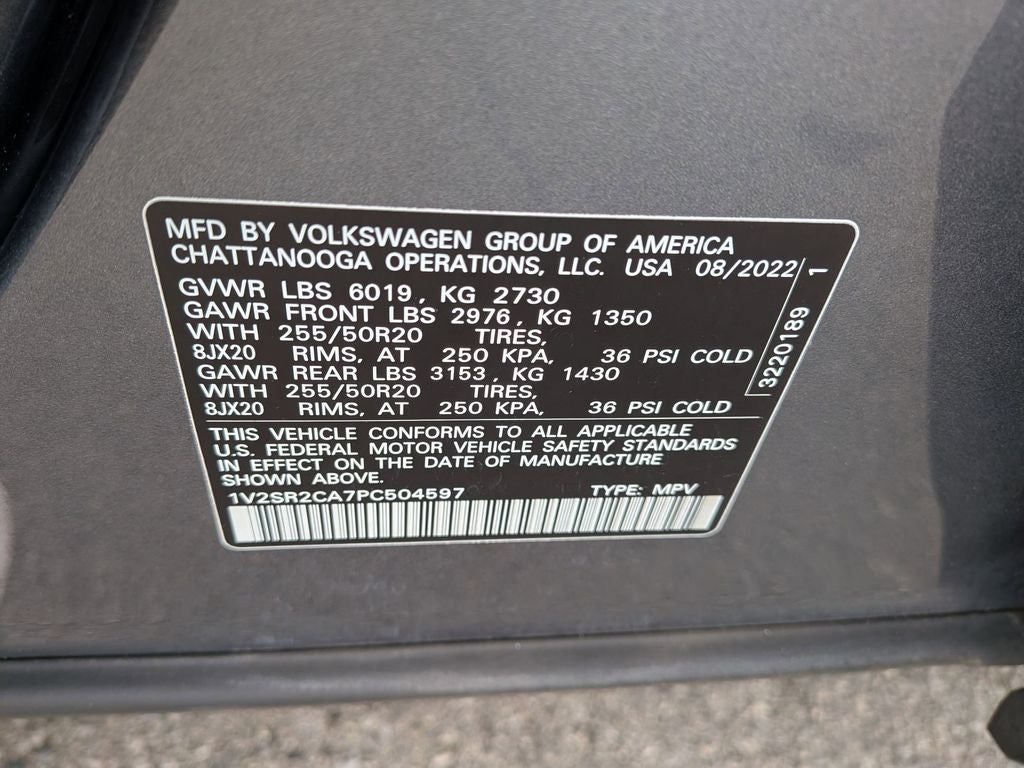 MFD BY VOLKSWAGEN GROUP OF AMERICA
CHATTANOOGA OPERATIONS, LLC. USA 08/2022
GVWR LBS 6019, KG 2730
GAWR FRONT LBS 2976, KG 1350
WITH 255/50R20 TIRES,
8JX20 RIMS, AT 250 KPA, 36 PSI COLD
GAWR REAR LBS 3153, KG 1430
WITH 255/50R20 TIRES,
8JX20 RIMS, AT 250 KPA, 36 PSI COLD
3220189 1
THIS VEHICLE CONFORMS TO ALL APPLICABLE
U.S. FEDERAL MOTOR VEHICLE SAFETY STANDARDS
IN EFFECT ON THE DATE OF MANUFACTURE
SHOWN ABOVE.
1V2SR2CA7PC504597 TYPE: MPV